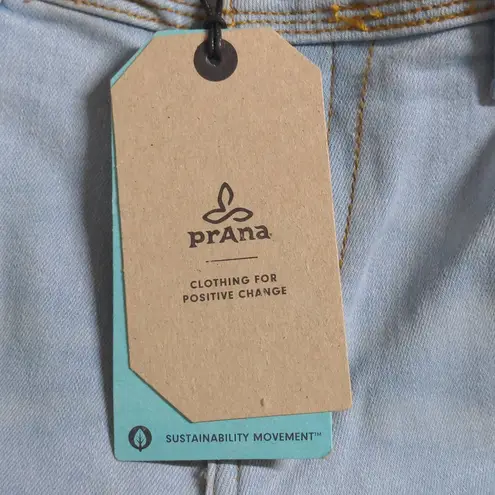 prAna
CLOTHING FOR
POSITIVE CHANGE
SUSTAINABILITY MOVEMENT™